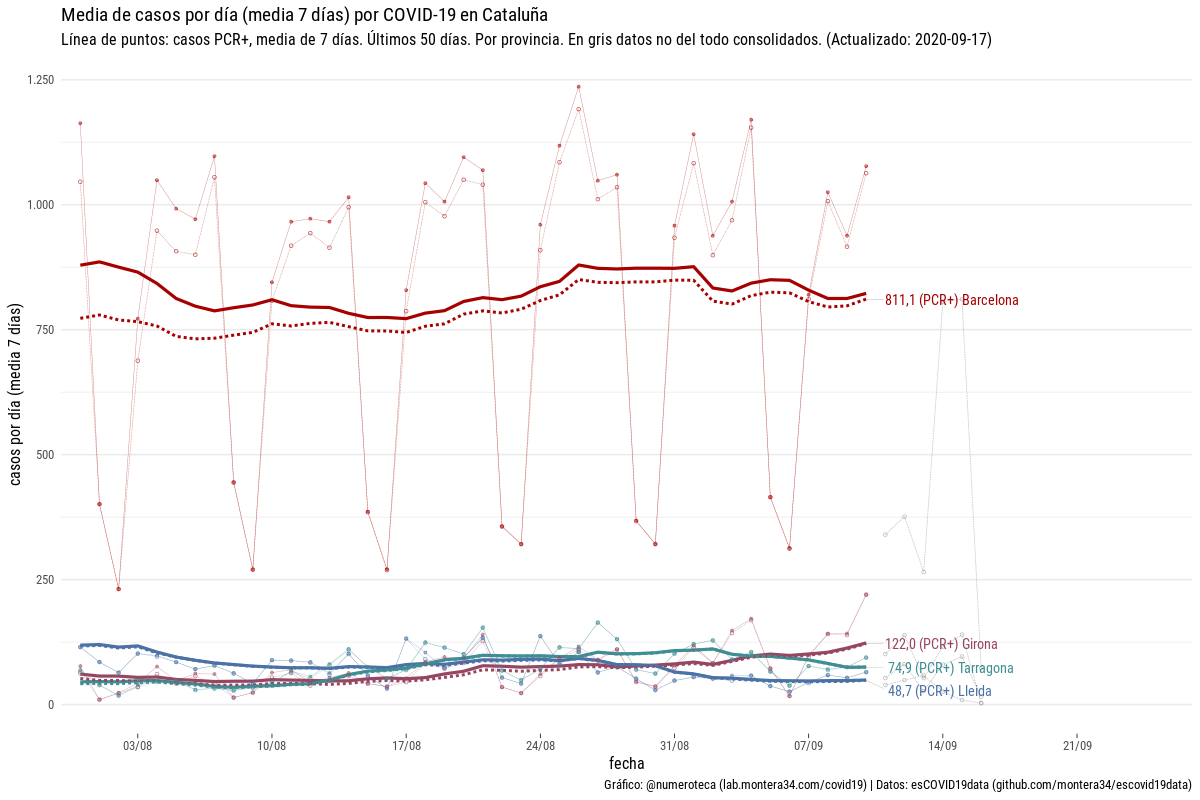 Media de casos por día (media 7 días) por COVID-19 en Cataluña
Línea de puntos: casos PCR+, media de 7 días. Últimos 50 días. Por provincia. En gris datos no del todo consolidados. (Actualizado: 2020-09-17)
casos por día (media 7 días)
1.250
1.000
750
500
250
0
811,1 (PCR+) Barcelona
122,0 (PCR+) Girona
74,9 (PCR+) Tarragona
48,7 (PCR+) Lleida
03/08 10/08 17/08 24/08 31/08 07/09 14/09 21/09
fecha
Gráfico: @numeroteca (lab.montera34.com/covid19) | Datos: esCOVID19data (github.com/montera34/escovid19data)